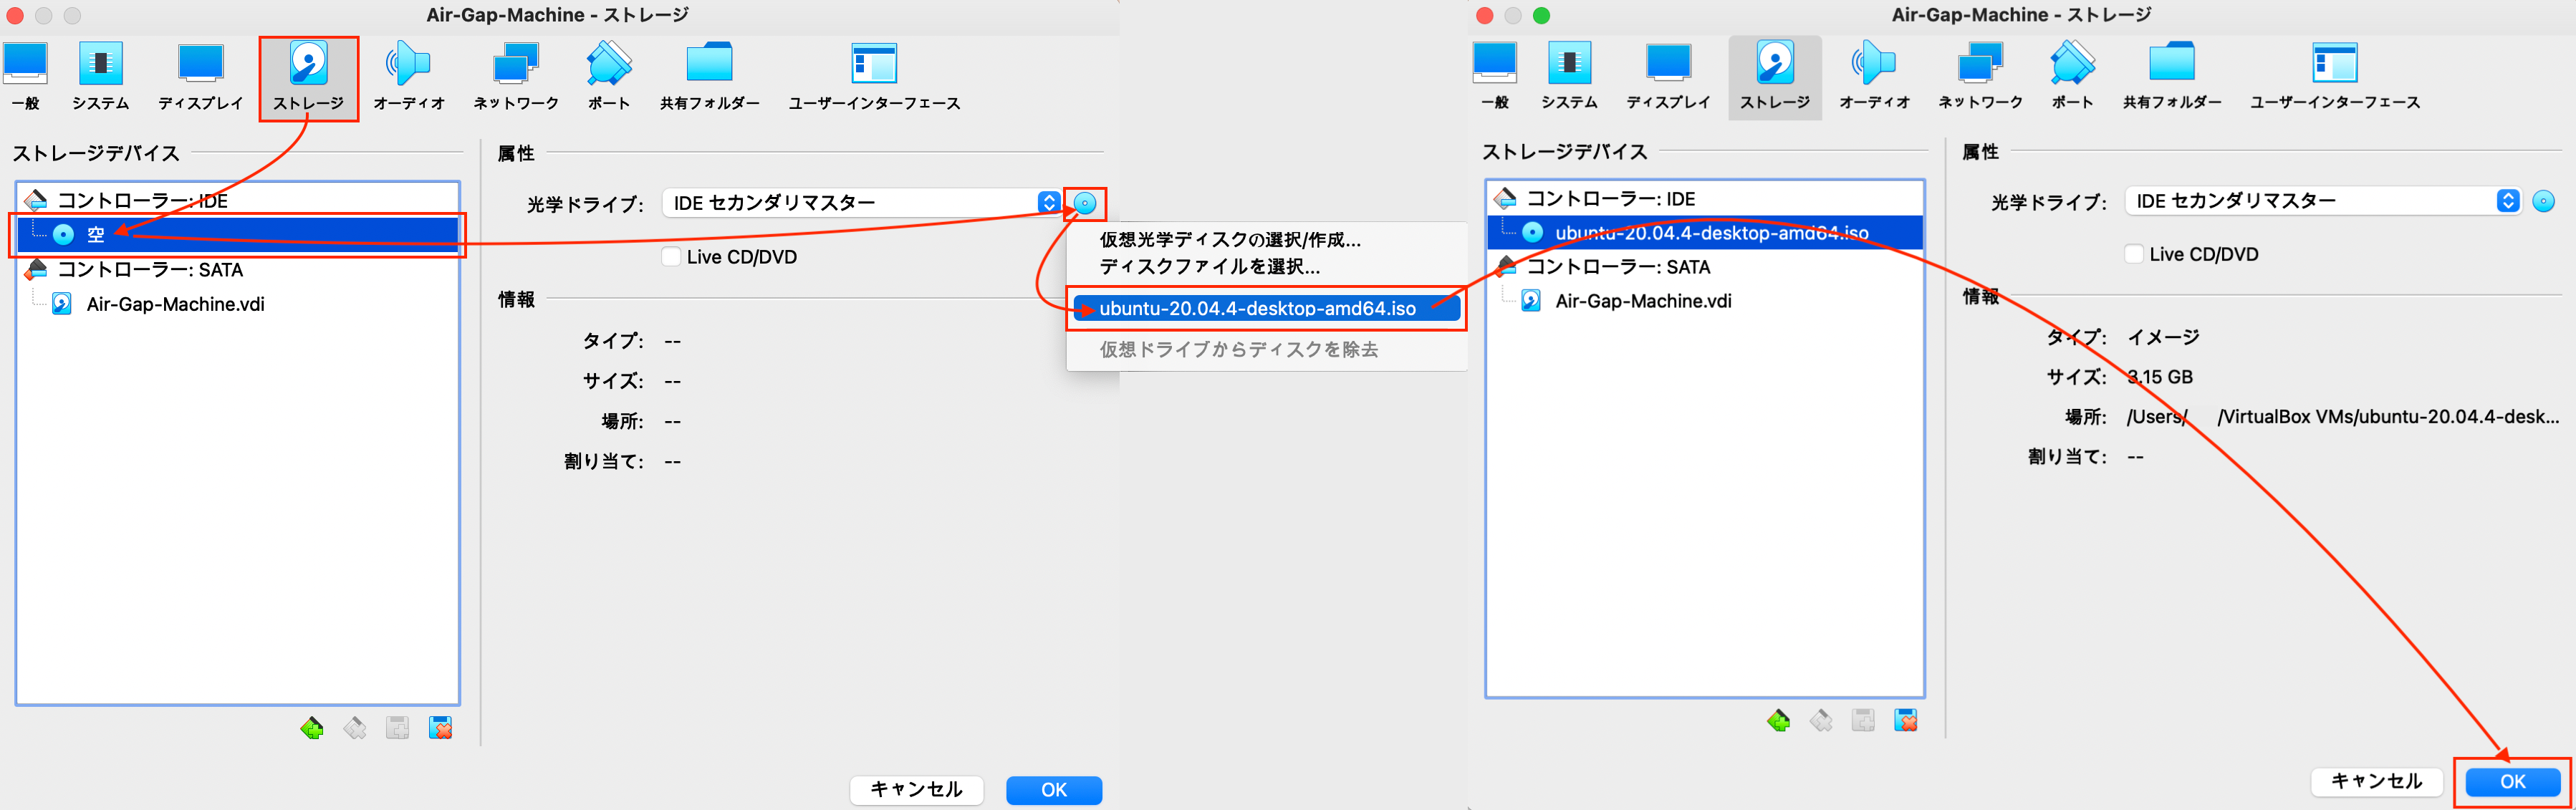 Air-Gap-Machine - ストレージ
一般
システム
ディスプレイ
ストレージ
オーディオ
ネットワーク
ポート
共有フォルダー
ユーザーインターフェース
ストレージデバイス
コントローラー: IDE
空
コントローラー: SATA
Air-Gap-Machine.vdi
属性
光学ドライブ:
IDE セカンダリマスター
Live CD/DVD
仮想光学ディスクの選択/作成...
ディスクファイルを選択...
ubuntu-20.04.4-desktop-amd64.iso
仮想ドライブからディスクを除去
情報
タイプ: --
サイズ: --
場所: --
割り当て: --
キャンセル
OK
Air-Gap-Machine - ストレージ
一般
システム
ディスプレイ
ストレージ
オーディオ
ネットワーク
ポート
共有フォルダー
ユーザーインターフェース
ストレージデバイス
コントローラー: IDE
ubuntu-20.04.4-desktop-amd64.iso
コントローラー: SATA
Air-Gap-Machine.vdi
属性
光学ドライブ:
IDE セカンダリマスター
Live CD/DVD
情報
タイプ: イメージ
サイズ: 3.15 GB
場所: /Users/ /VirtualBox VMs/ubuntu-20.04.4-desk...
割り当て: --
キャンセル
OK